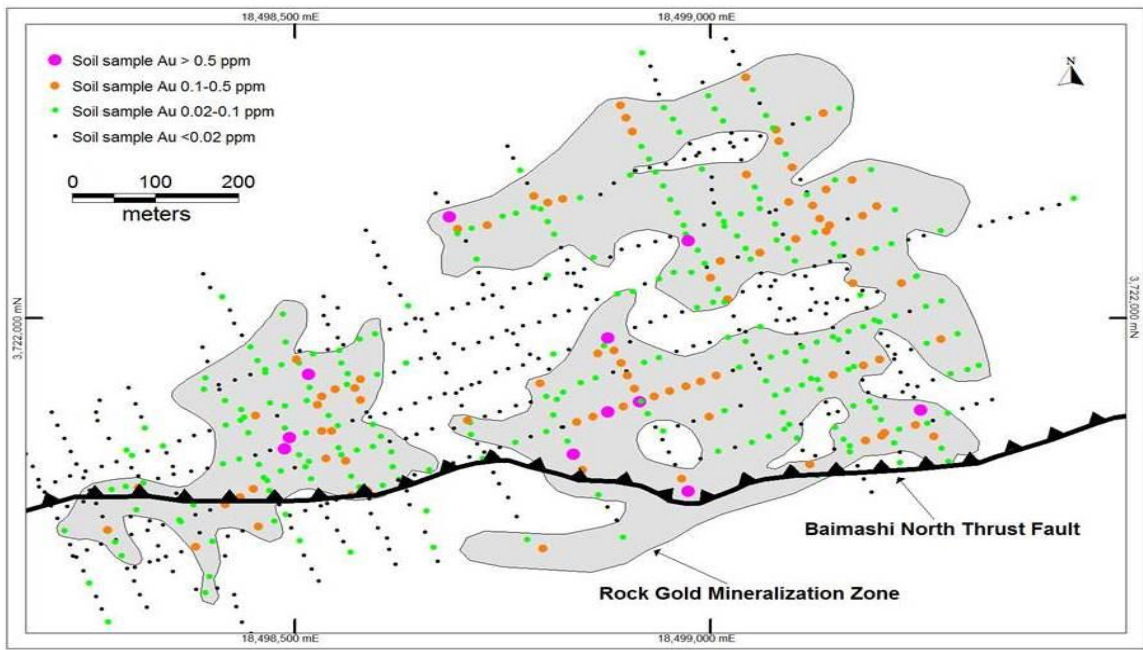 18,498,500 mE
18,499,000 mE
Soil sample Au > 0.5 ppm
Soil sample Au 0.1-0.5 ppm
Soil sample Au 0.02-0.1 ppm
Soil sample Au <0.02 ppm
0 100 200
meters
N
3,722,000 mN
3,722,000 mN
Baimashi North Thrust Fault
Rock Gold Mineralization Zone
18,498,500 mE
18,499,000 mE